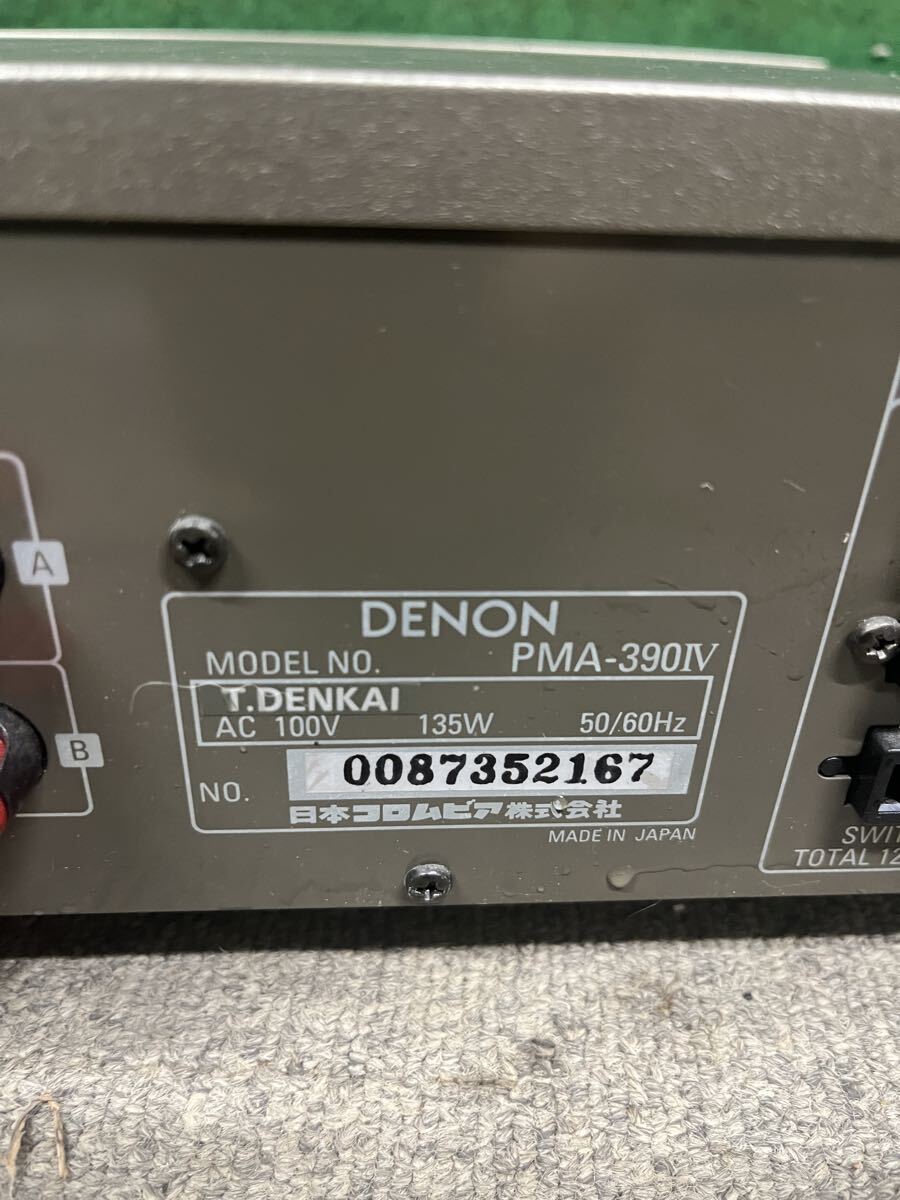 A
B
DENON
MODEL NO. PMA-390IV
T.DENKAI
AC 100V 135W 50/60Hz
NO. 0087352167
日本コロムビア株式会社
MADE IN JAPAN
SWIT
TOTAL 12